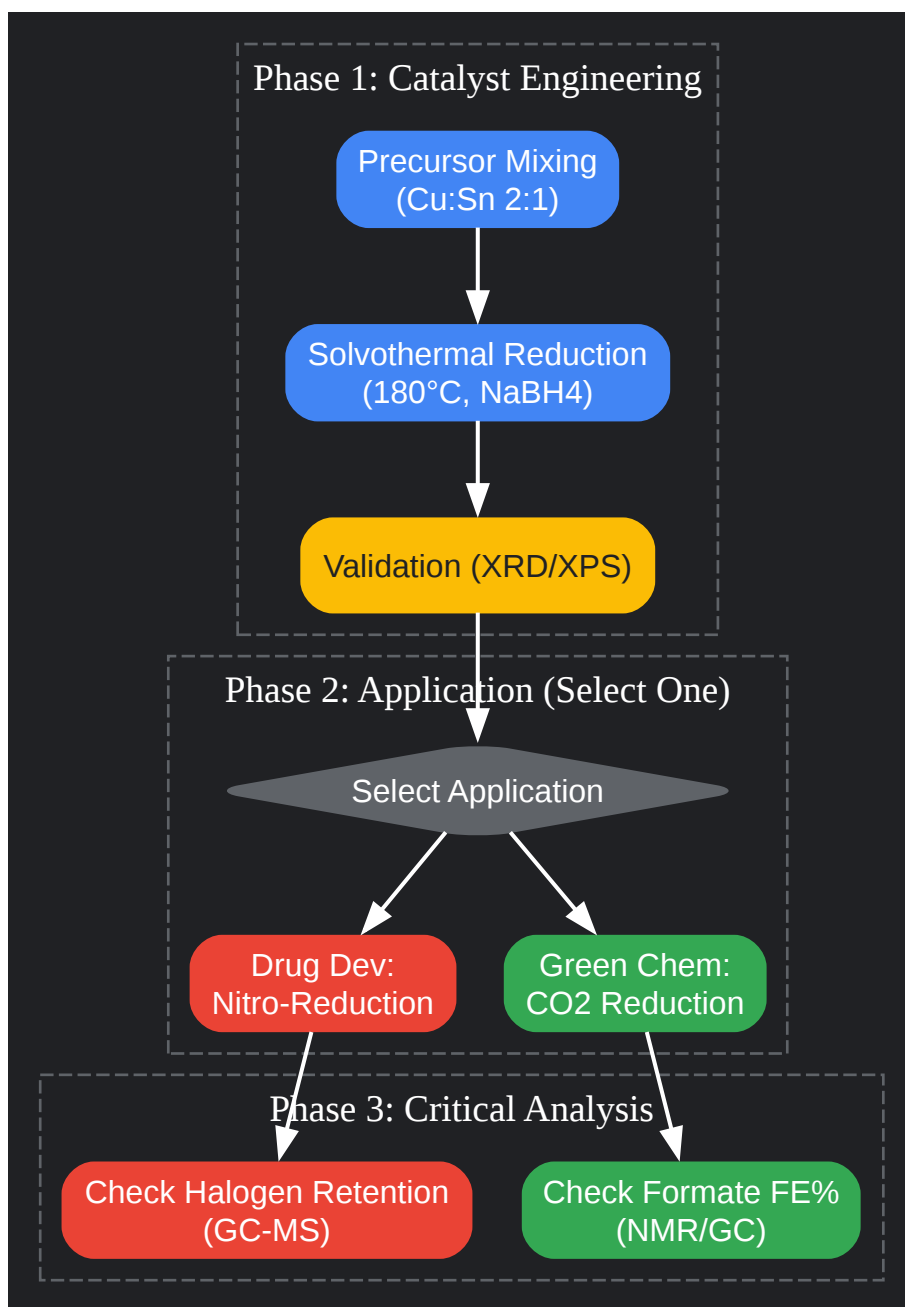 Phase 1: Catalyst Engineering
Precursor Mixing
(Cu:Sn 2:1)
Solvothermal Reduction
(180°C, NaBH4)
Validation (XRD/XPS)
Phase 2: Application (Select One)
Select Application
Drug Dev:
Nitro-Reduction
Green Chem:
CO2 Reduction
Phase 3: Critical Analysis
Check Halogen Retention
(GC-MS)
Check Formate FE%
(NMR/GC)